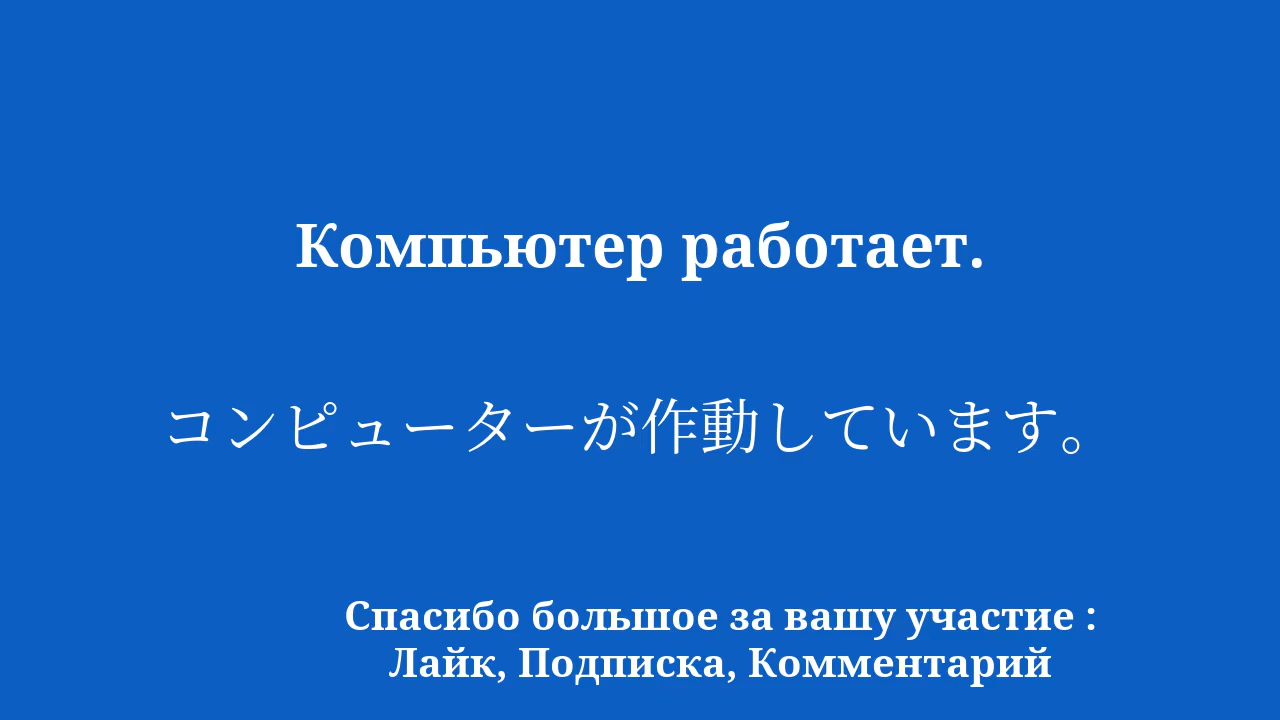 Компьютер работает.
コンピューターが作動しています。
Спасибо большое за вашу участие :
Лайк, Подписка, Комментарий